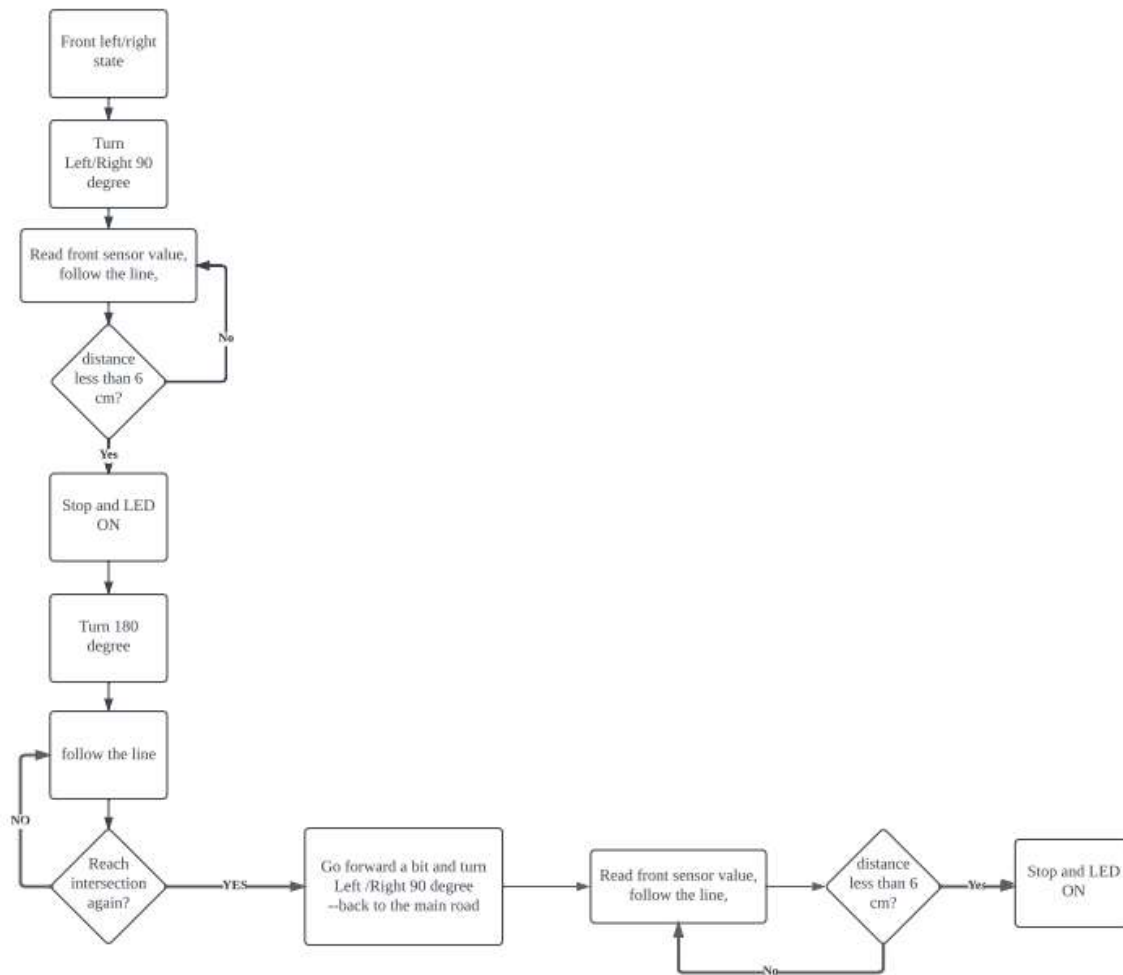 Front left/right
state
Turn
Left/Right 90
degree
Read front sensor value,
follow the line,
No
distance
less than 6
cm?
Yes
Stop and LED
ON
Turn 180
degree
follow the line
NO
Reach
intersection
again?
YES
Go forward a bit and turn
Left /Right 90 degree
--back to the main road
Read front sensor value,
follow the line,
No
distance
less than 6
cm?
Yes
Stop and LED
ON